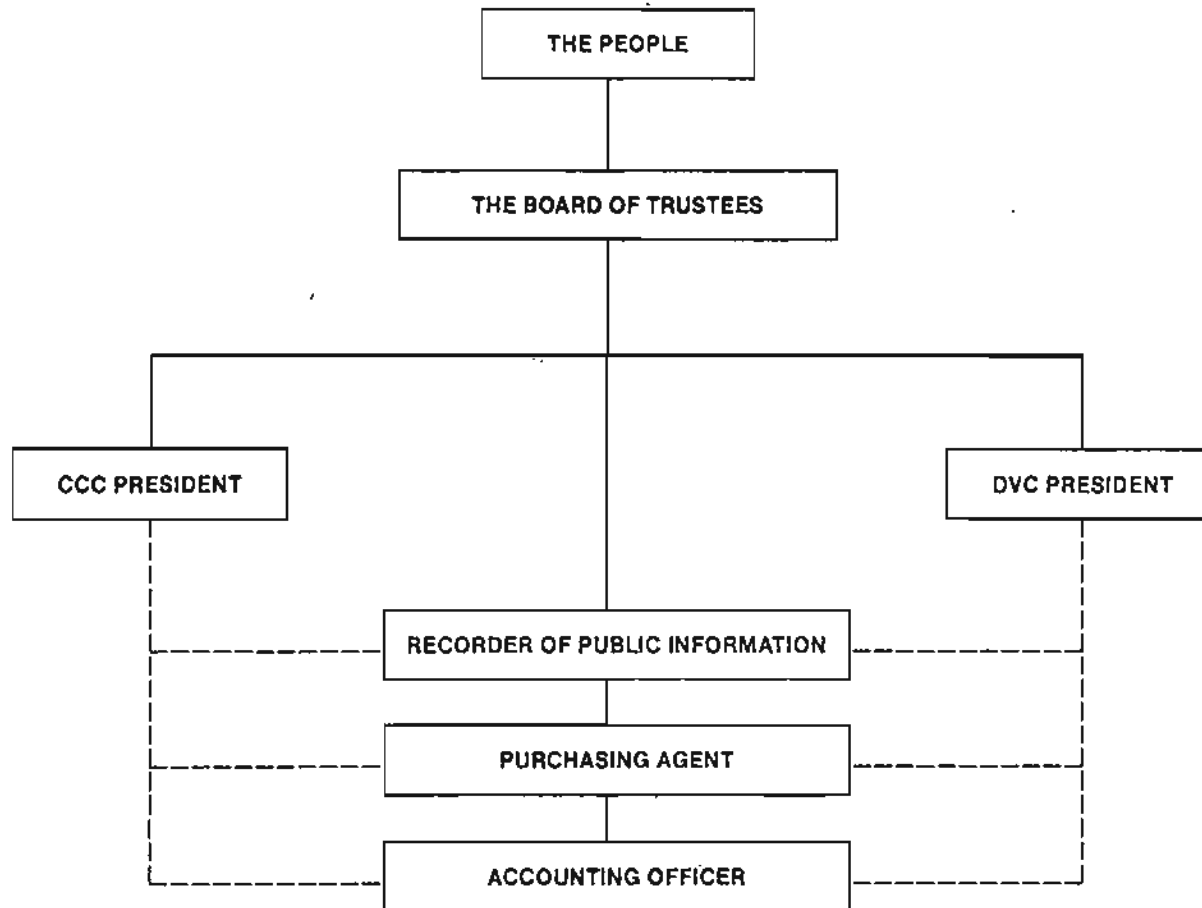 THE PEOPLE
THE BOARD OF TRUSTEES
CCC PRESIDENT
DVC PRESIDENT
RECORDER OF PUBLIC INFORMATION
PURCHASING AGENT
ACCOUNTING OFFICER